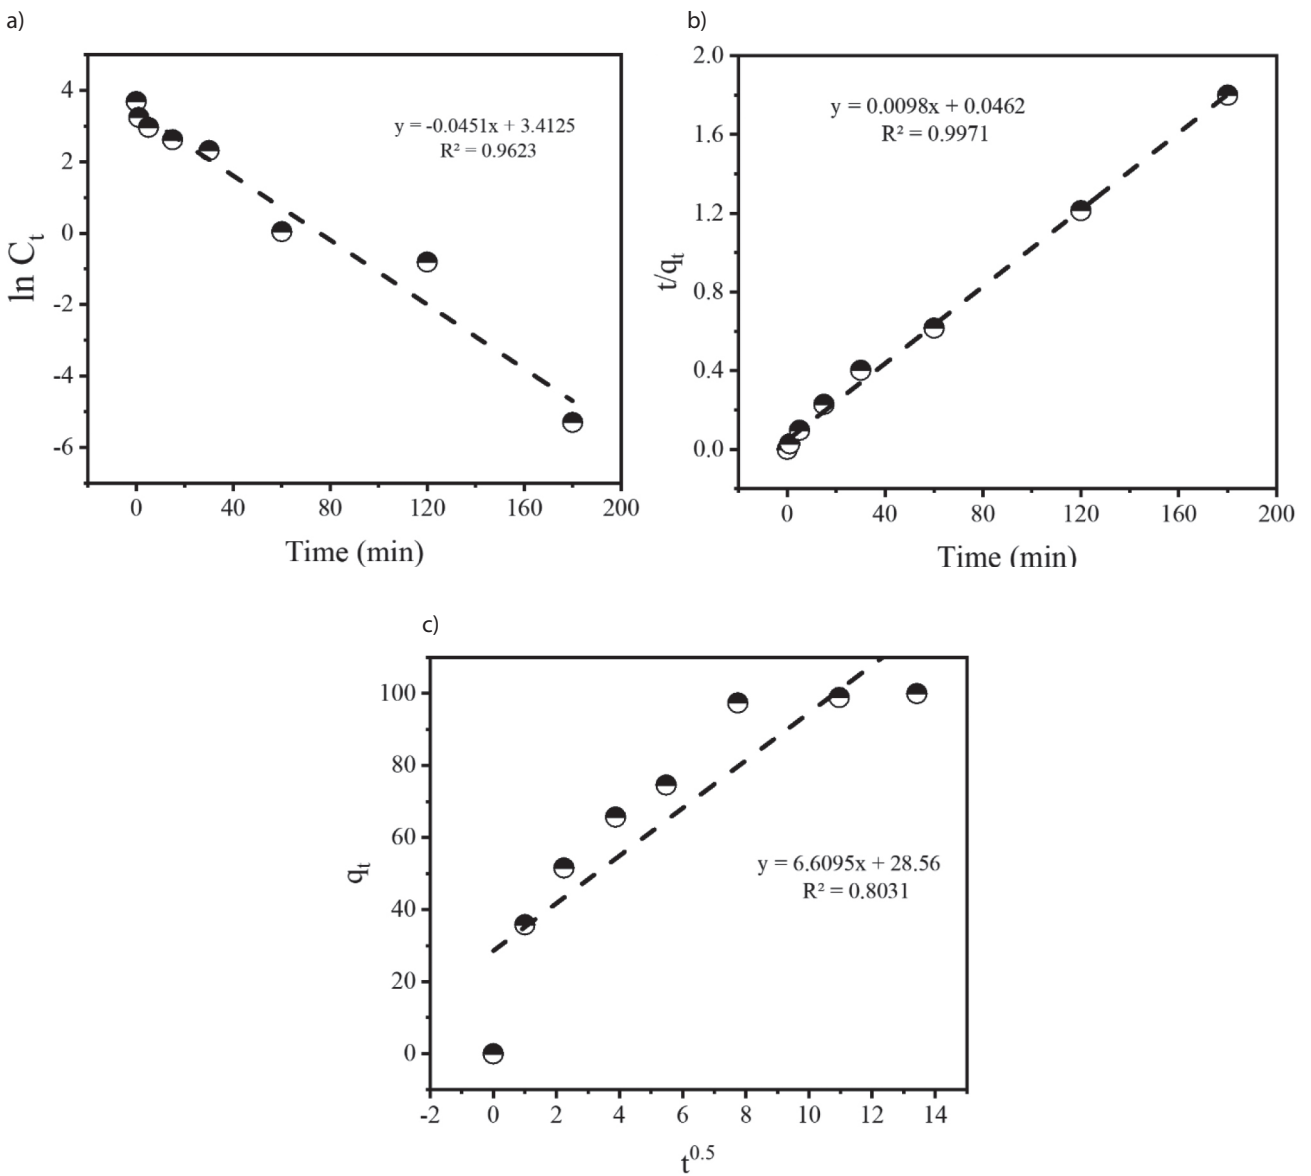 a)
4
2
0
-2
-4
-6
ln C_t
y = -0.0451x + 3.4125
R² = 0.9623
0 40 80 120 160 200
Time (min)
b)
2.0
1.6
1.2
0.8
0.4
0.0
t/q_t
y = 0.0098x + 0.0462
R² = 0.9971
0 40 80 120 160 200
Time (min)
c)
100
80
60
40
20
0
q_t
y = 6.6095x + 28.56
R² = 0.8031
-2 0 2 4 6 8 10 12 14
t^0.5